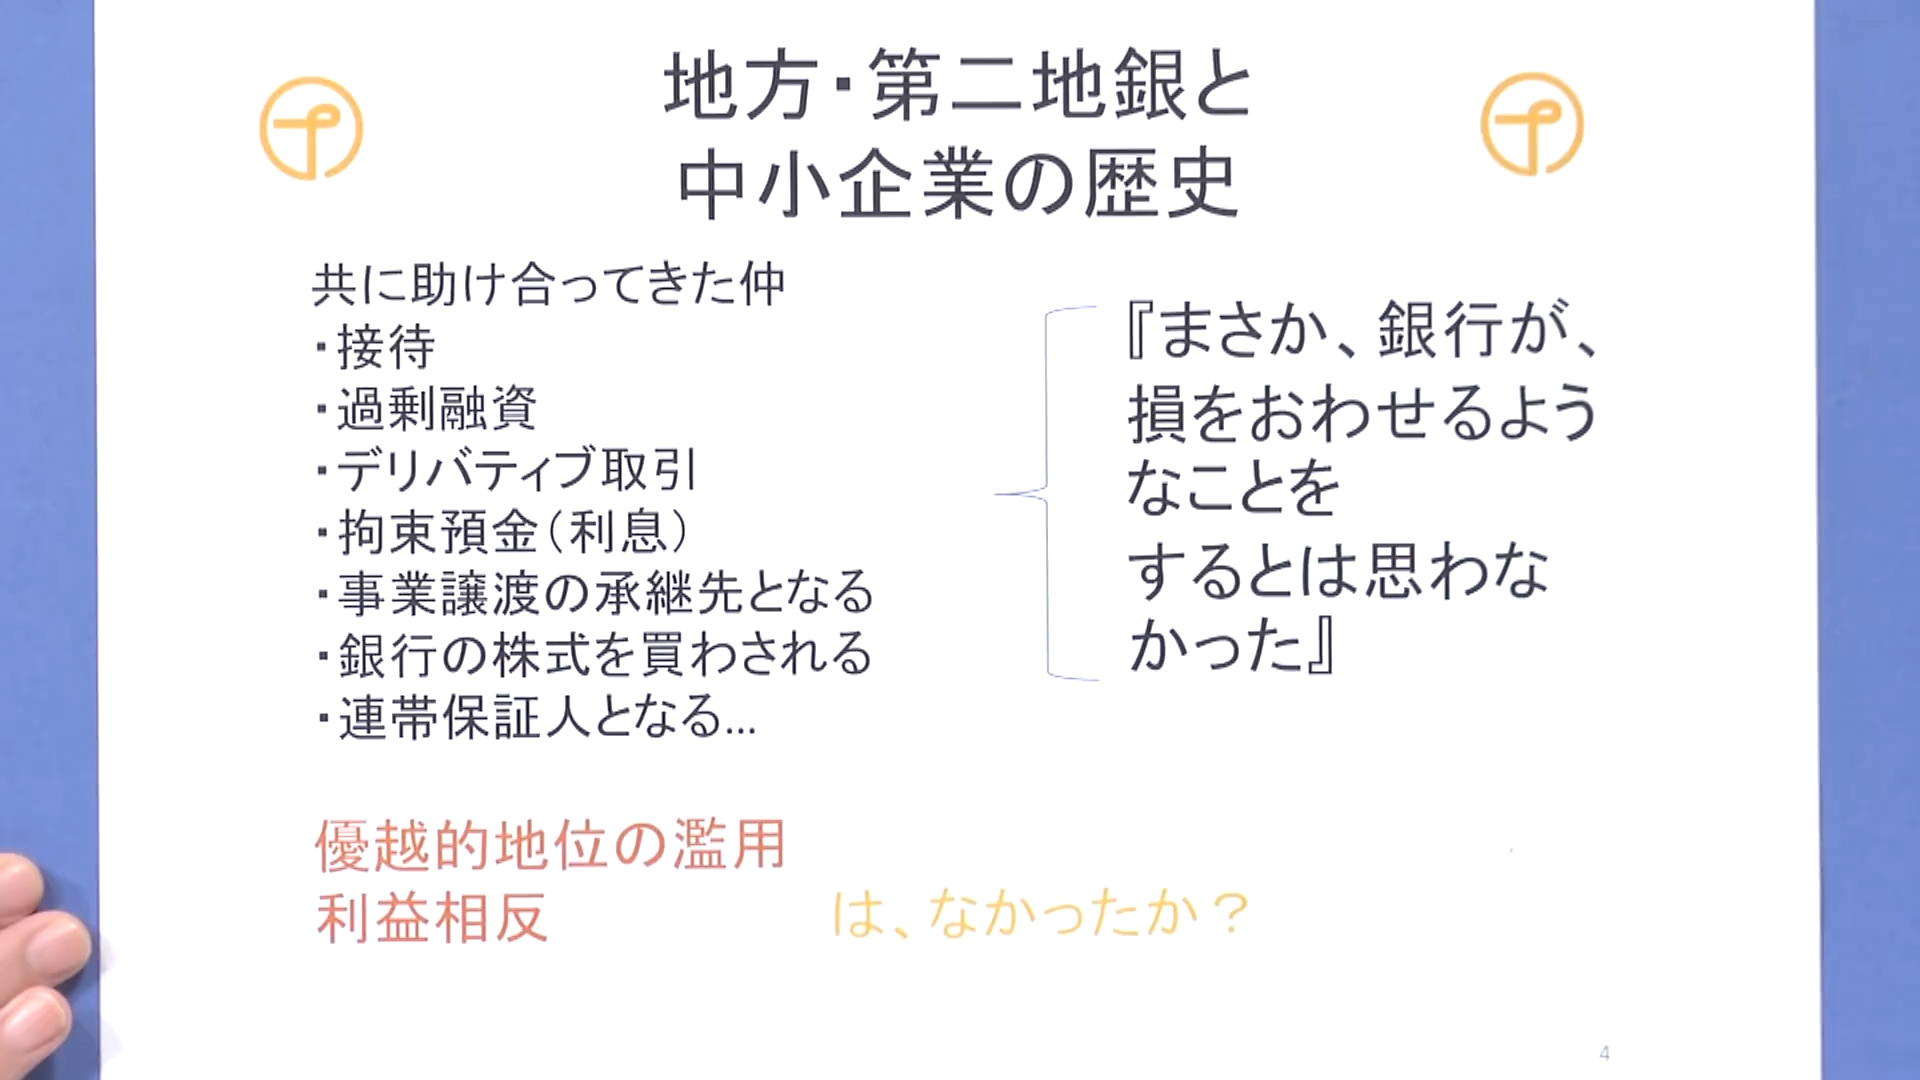 地方・第二地銀と
中小企業の歴史
共に助け合ってきた仲
・接待
・過剰融資
・デリバティブ取引
・拘束預金（利息）
・事業譲渡の承継先となる
・銀行の株式を買わされる
・連帯保証人となる…
『まさか、銀行が、
損をおわせるよう
なことを
するとは思わな
かった』
優越的地位の濫用
利益相反
は、なかったか？
4